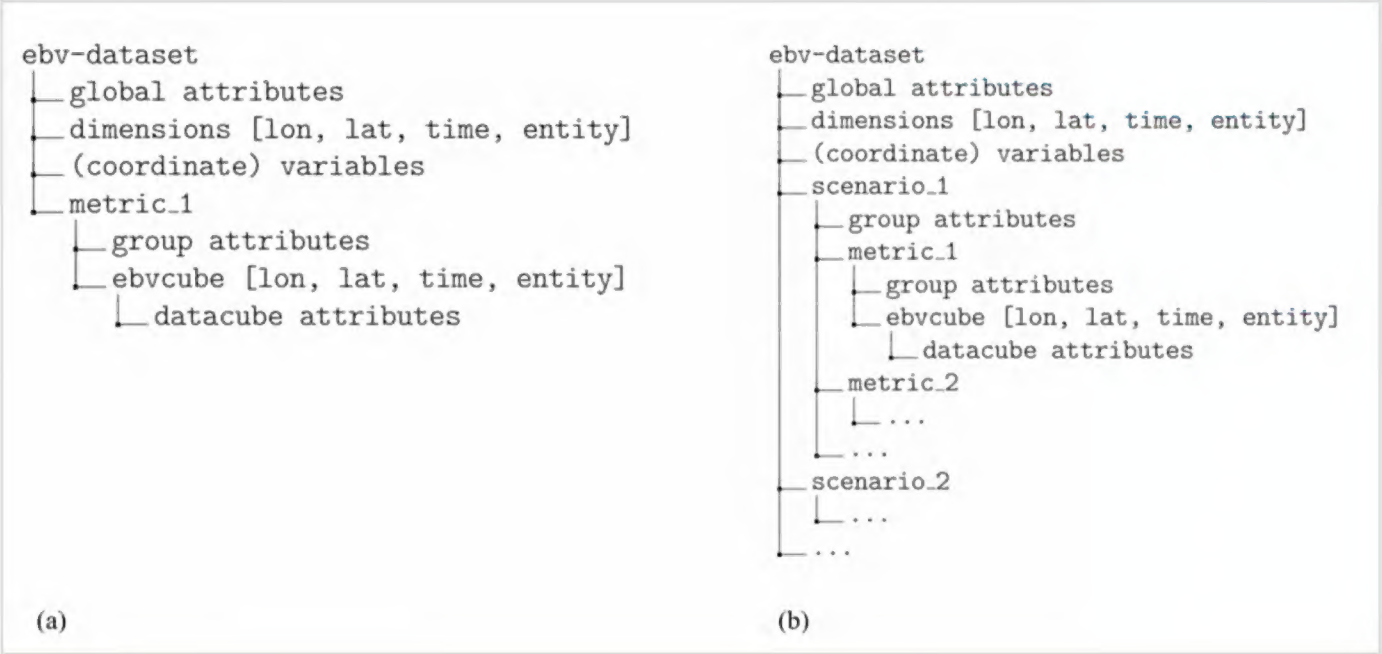 ebv-dataset
global attributes
dimensions [lon, lat, time, entity]
(coordinate) variables
metric_1
group attributes
ebvcube [lon, lat, time, entity]
datacube attributes
(a)
ebv-dataset
global attributes
dimensions [lon, lat, time, entity]
(coordinate) variables
scenario_1
group attributes
metric_1
group attributes
ebvcube [lon, lat, time, entity]
datacube attributes
metric_2
...
...
scenario_2
...
...
(b)